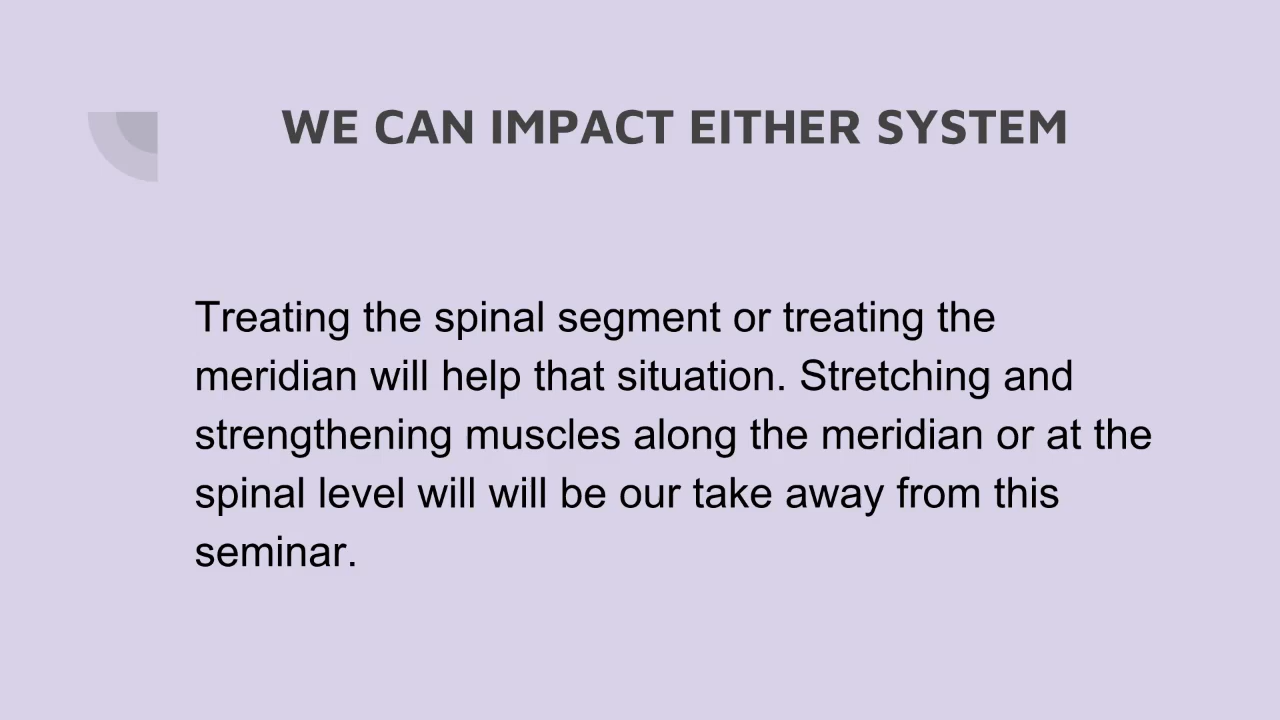 WE CAN IMPACT EITHER SYSTEM
Treating the spinal segment or treating the
meridian will help that situation. Stretching and
strengthening muscles along the meridian or at the
spinal level will will be our take away from this
seminar.